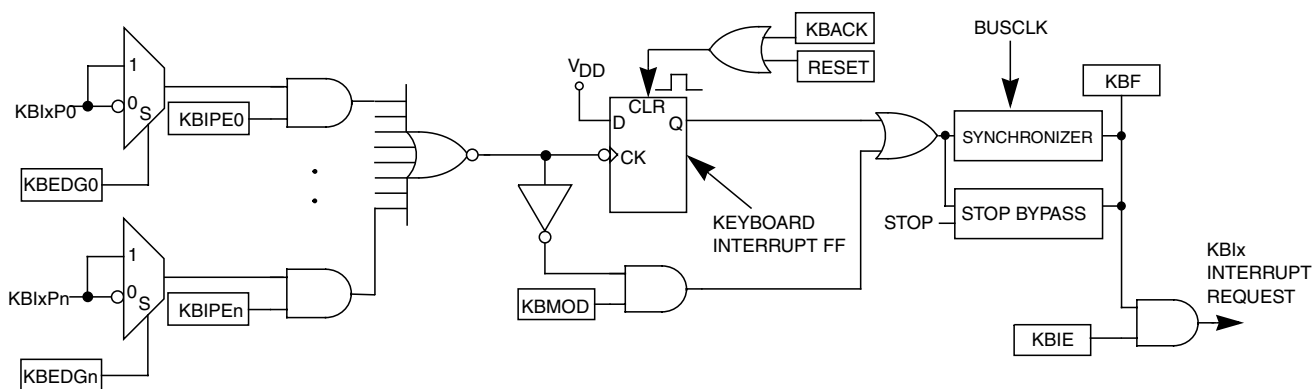 KBACK
RESET
BUSCLK
VDD
KBF
1
KBIxP0
0
S
KBIPE0
CLR
D
Q
CK
SYNCHRONIZER
KBEDG0
STOP BYPASS
STOP
KEYBOARD
INTERRUPT FF
1
KBIxPn
0
S
KBIPEn
KBMOD
KBIx
INTERRUPT
REQUEST
KBIE
KBEDGn